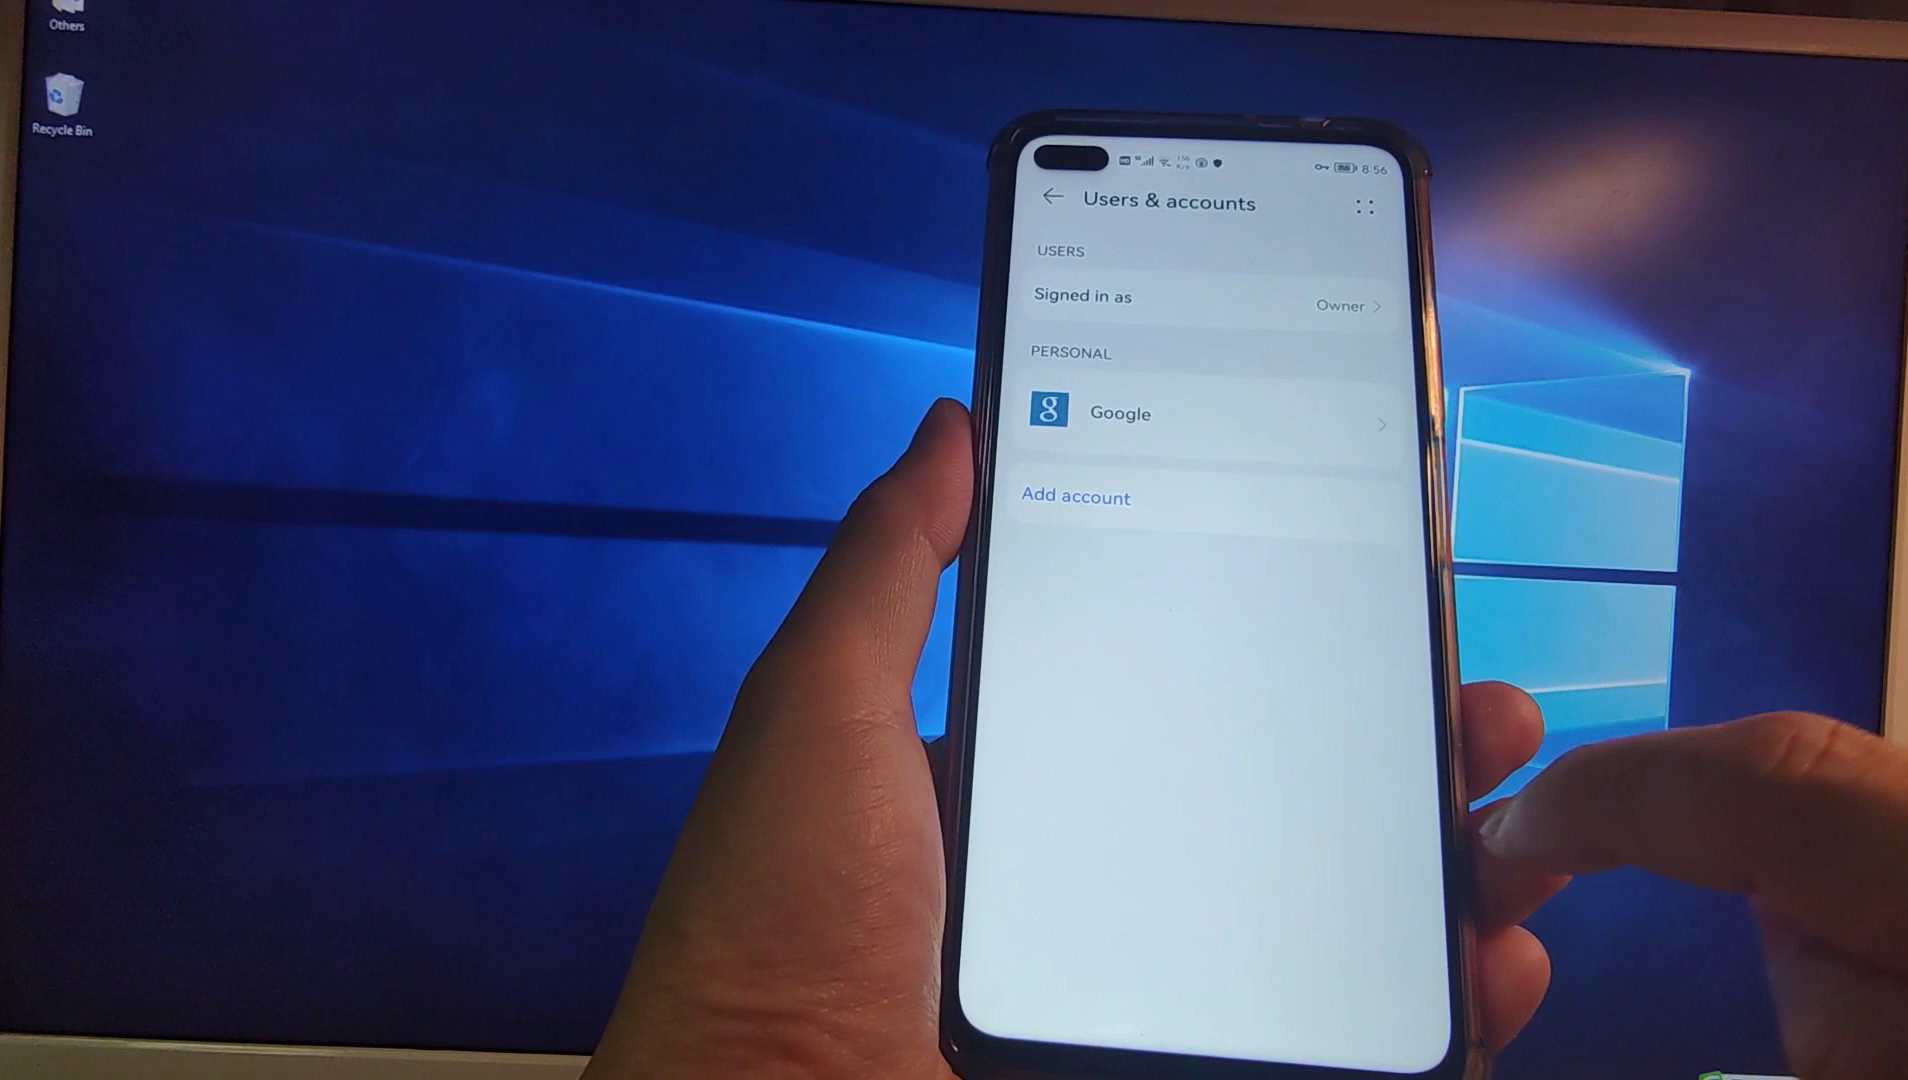 Others
Recycle Bin
8:56
Users & accounts
USERS
Signed in as
Owner
PERSONAL
g
Google
Add account